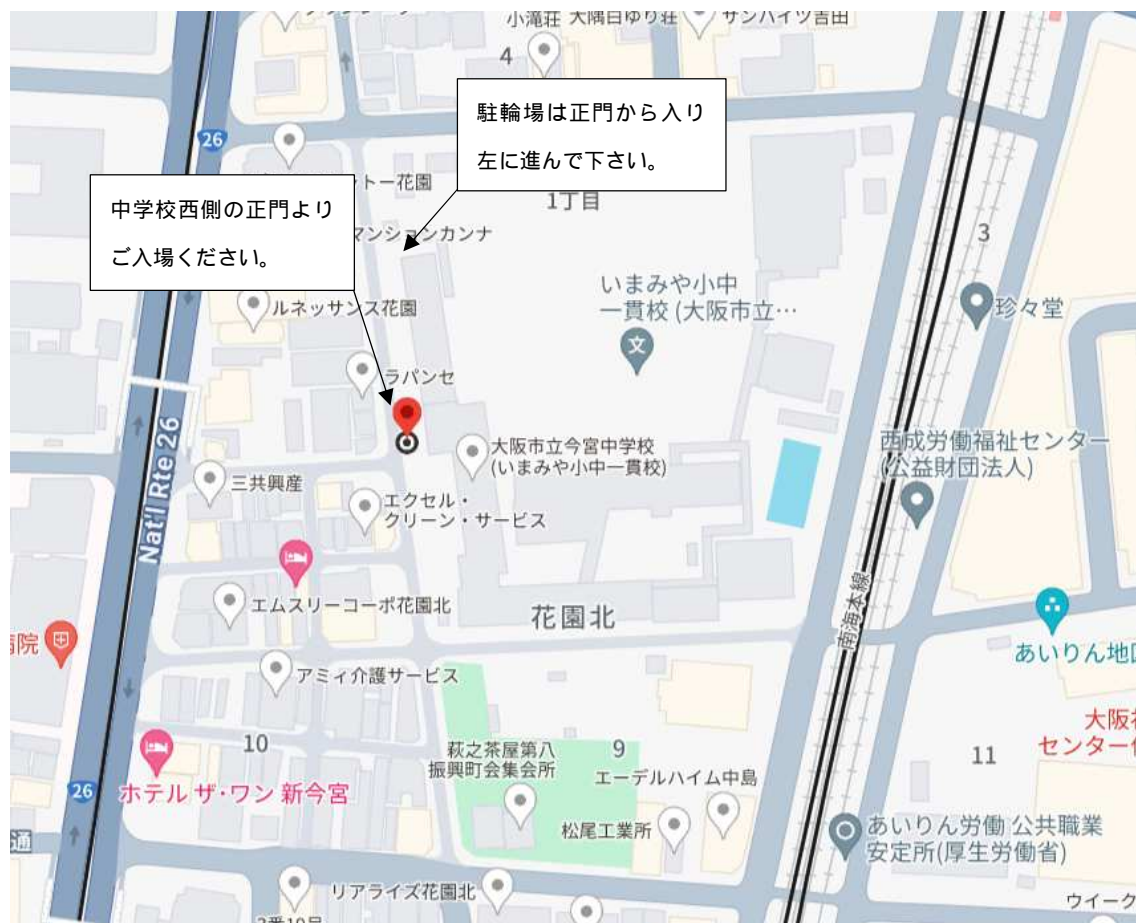 小滝荘
大隅白ゆり荘
サンハイツ吉田
4
駐輪場は正門から入り
左に進んで下さい。
26
トー花園
1丁目
中学校西側の正門より
ご入場ください。
マンションカンナ
3
いまみや小中
一貫校 (大阪市立…
珍々堂
ルネッサンス花園
文
ラパンセ
大阪市立今宮中学校
(いまみや小中一貫校)
西成労働福祉センター
(公益財団法人)
三共興産
Nat'l Rte 26
エクセル・
クリーン・サービス
エムスリーコーポ花園北
花園北
南海本線
病院
あいりん地区
アミィ介護サービス
大阪
センター
10
萩之茶屋第八
振興町会集会所
9
11
エーデルハイム中島
ホテル ザ・ワン 新今宮
26
松尾工業所
あいりん労働 公共職業
安定所(厚生労働省)
通
リアライズ花園北
ウイーク